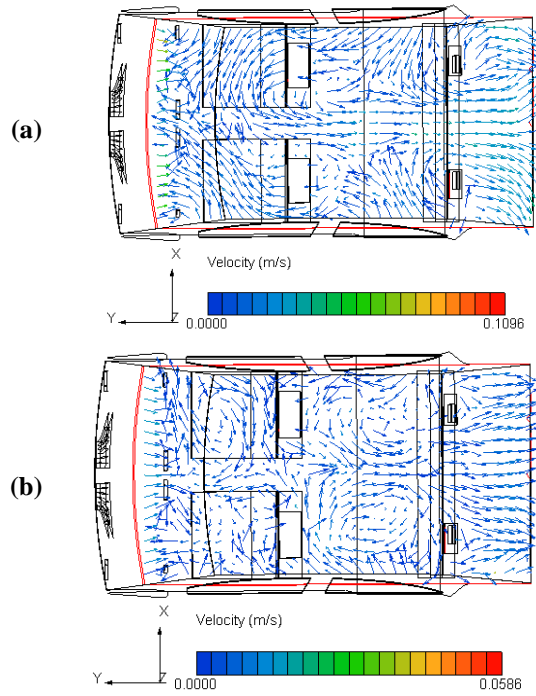 (a)
X
Y
Z
Velocity (m/s)
0.0000
0.1096
(b)
X
Y
Z
Velocity (m/s)
0.0000
0.0586